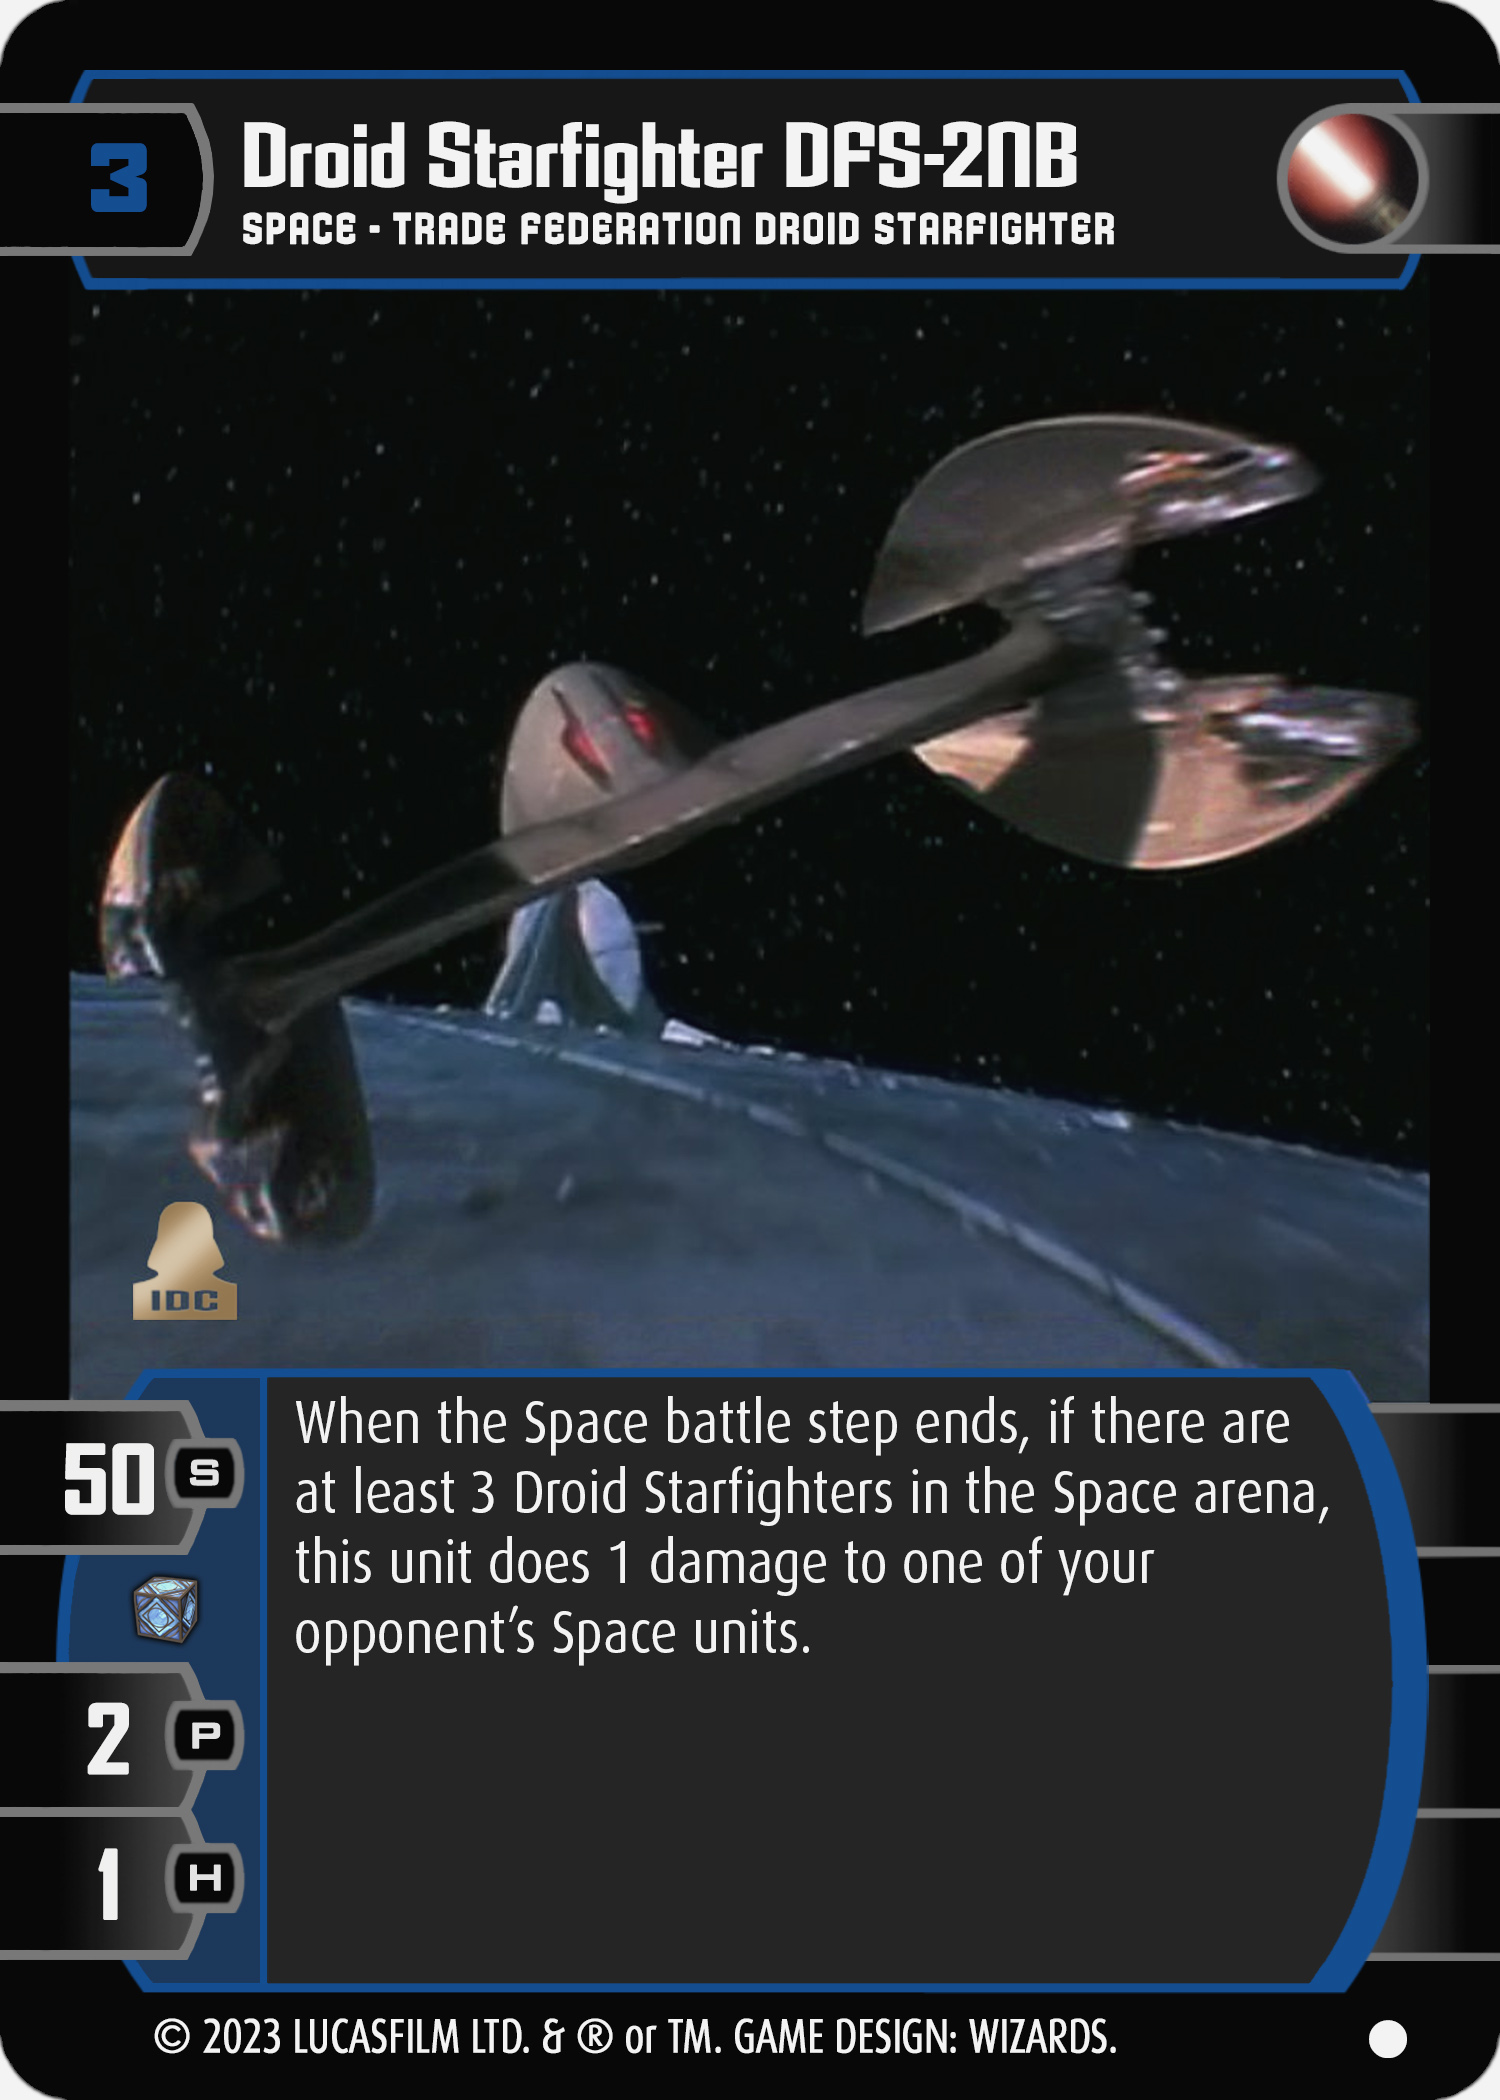 3
Droid Starfighter DFS-2NB
SPACE - TRADE FEDERATION DROID STARFIGHTER
IDC
50 S
2 P
1 H
When the Space battle step ends, if there are
at least 3 Droid Starfighters in the Space arena,
this unit does 1 damage to one of your
opponent's Space units.
© 2023 LUCASFILM LTD. & ® or TM. GAME DESIGN: WIZARDS.